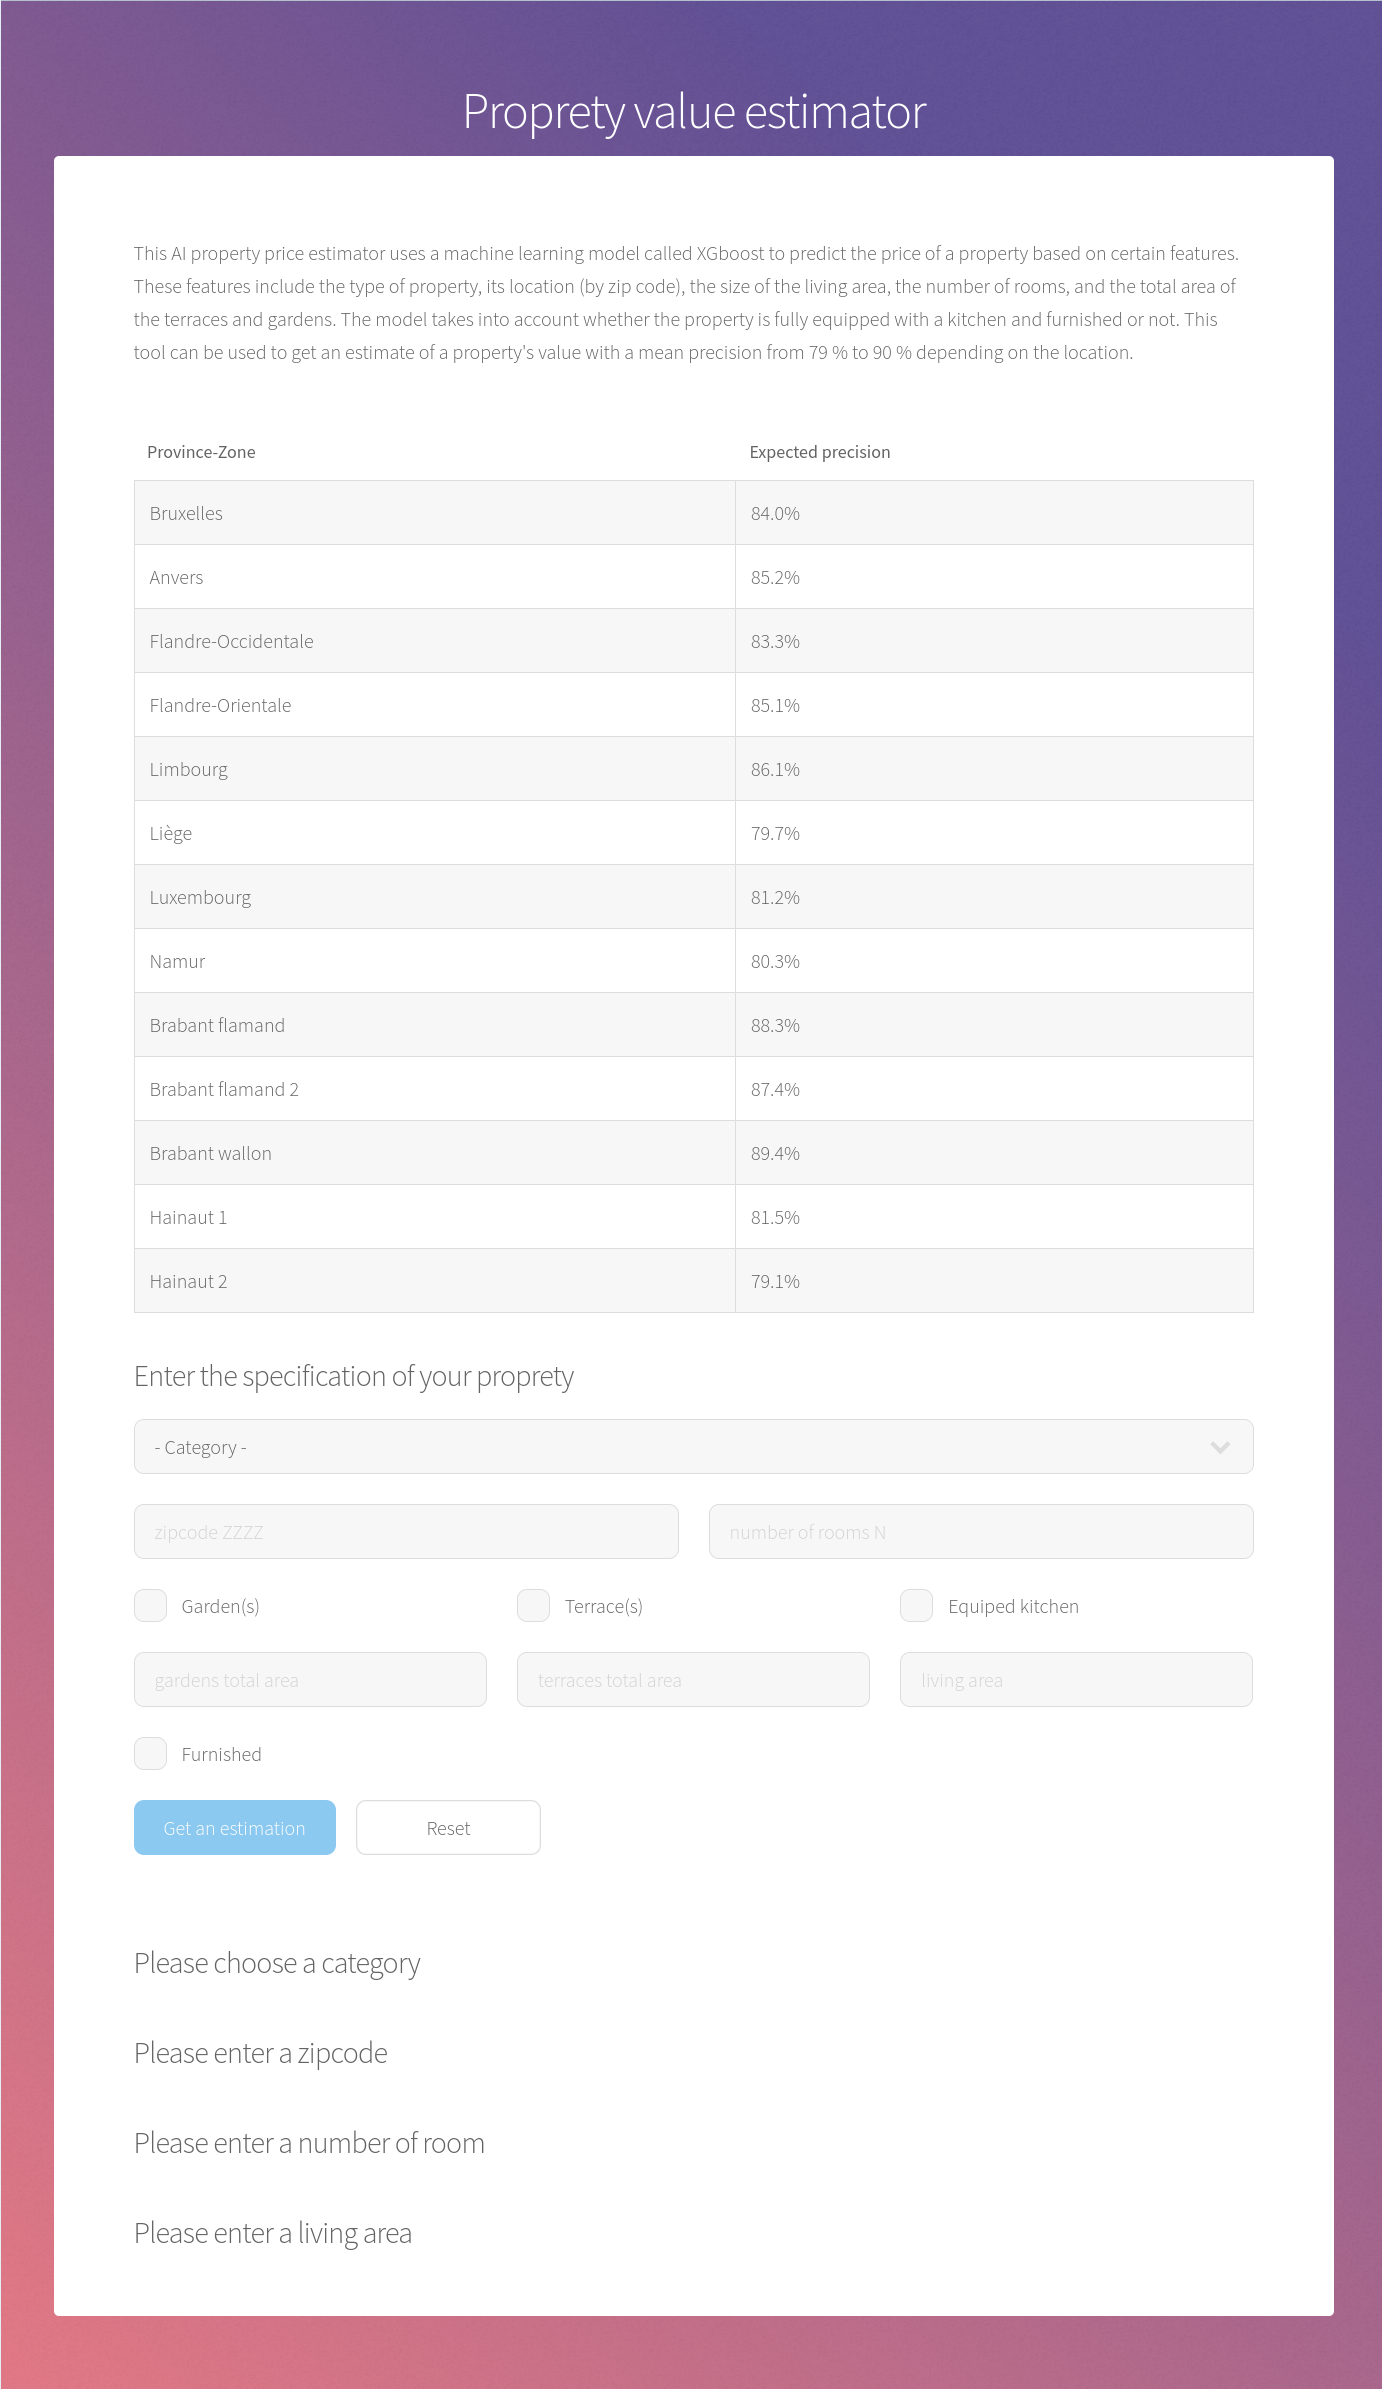 Proprety value estimator
This AI property price estimator uses a machine learning model called XGboost to predict the price of a property based on certain features.
These features include the type of property, its location (by zip code), the size of the living area, the number of rooms, and the total area of
the terraces and gardens. The model takes into account whether the property is fully equipped with a kitchen and furnished or not. This
tool can be used to get an estimate of a property's value with a mean precision from 79 % to 90 % depending on the location.
Province-Zone Expected precision
Bruxelles 84.0%
Anvers 85.2%
Flandre-Occidentale 83.3%
Flandre-Orientale 85.1%
Limbourg 86.1%
Liège 79.7%
Luxembourg 81.2%
Namur 80.3%
Brabant flamand 88.3%
Brabant flamand 2 87.4%
Brabant wallon 89.4%
Hainaut 1 81.5%
Hainaut 2 79.1%
Enter the specification of your proprety
- Category -
zipcode ZZZZ number of rooms N
Garden(s) Terrace(s) Equiped kitchen
gardens total area terraces total area living area
Furnished
Get an estimation Reset
Please choose a category
Please enter a zipcode
Please enter a number of room
Please enter a living area